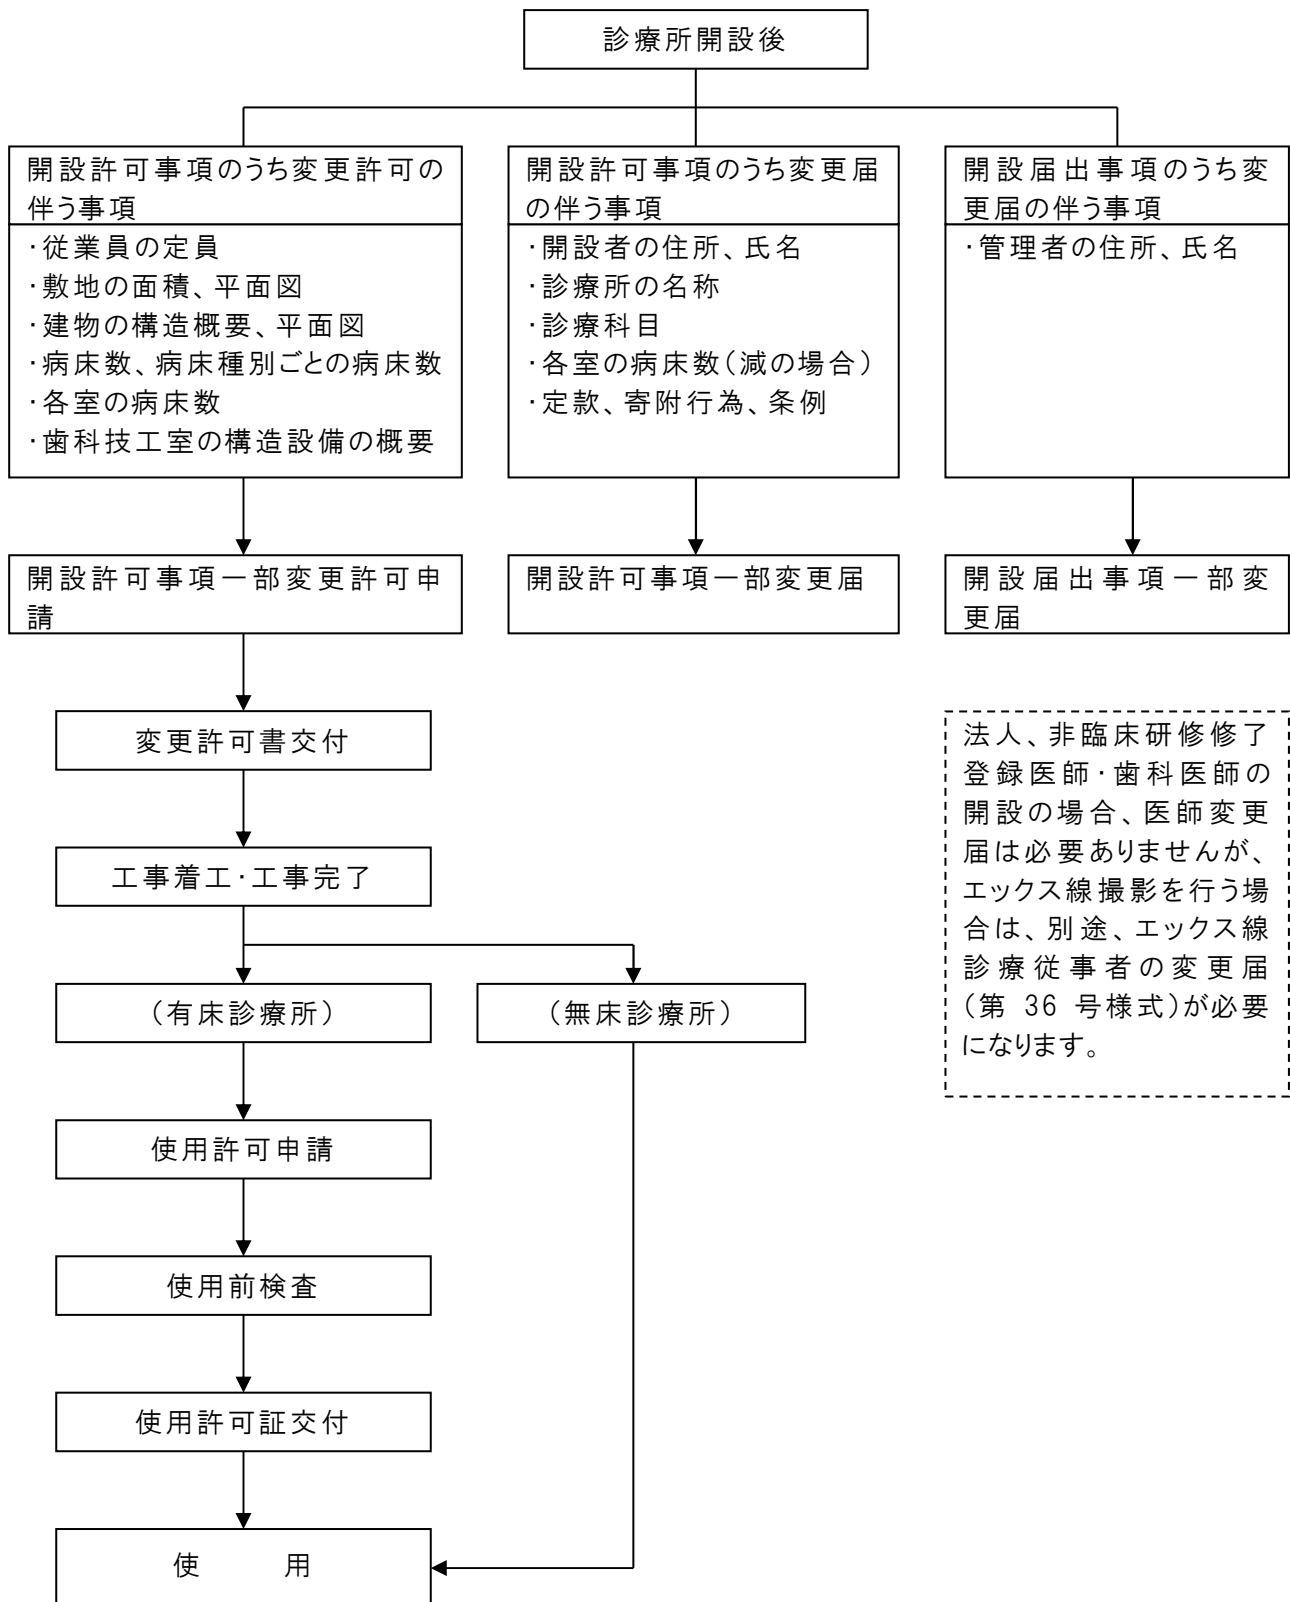 診療所開設後
開設許可事項のうち変更許可の
伴う事項
・従業員の定員
・敷地の面積、平面図
・建物の構造概要、平面図
・病床数、病床種別ごとの病床数
・各室の病床数
・歯科技工室の構造設備の概要
開設許可事項のうち変更届
の伴う事項
・開設者の住所、氏名
・診療所の名称
・診療科目
・各室の病床数（減の場合）
・定款、寄附行為、条例
開設届出事項のうち変
更届の伴う事項
・管理者の住所、氏名
開設許可事項一部変更許可申
請
開設許可事項一部変更届
開設届出事項一部変
更届
変更許可書交付
工事着工・工事完了
（有床診療所）
（無床診療所）
使用許可申請
使用前検査
使用許可証交付
使　　用
法人、非臨床研修修了
登録医師・歯科医師の
開設の場合、医師変更
届は必要ありませんが、
エックス線撮影を行う場
合は、別途、エックス線
診療従事者の変更届
（第 36 号様式）が必要
になります。